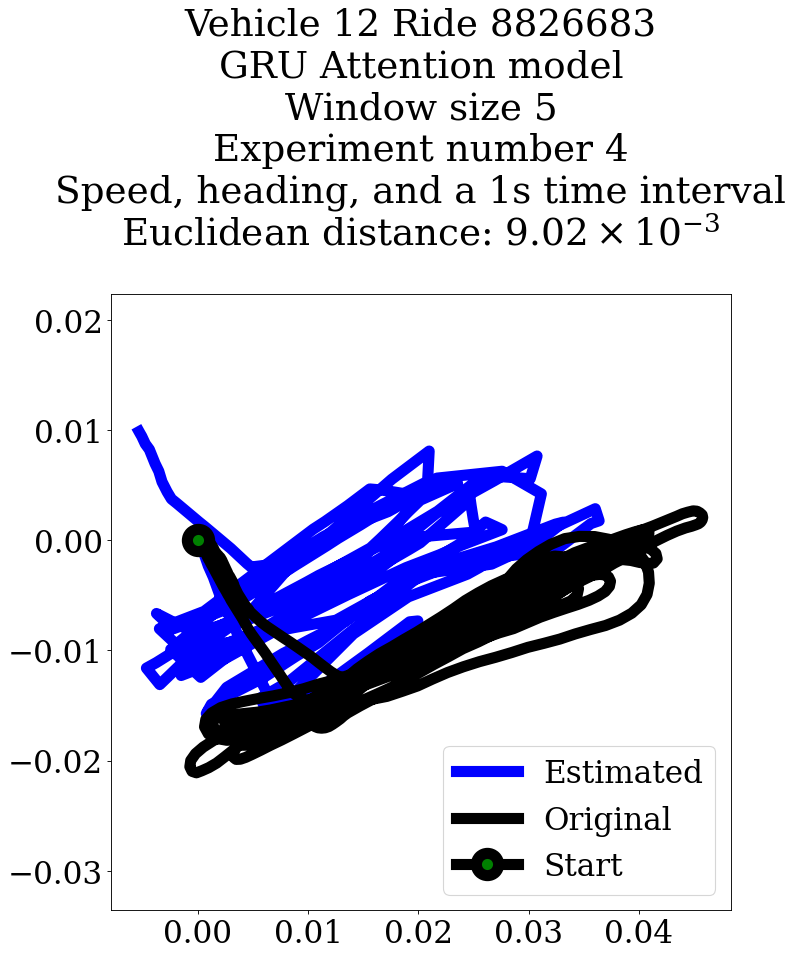 Vehicle 12 Ride 8826683
GRU Attention model
Window size 5
Experiment number 4
Speed, heading, and a 1s time interval
Euclidean distance: 9.02 × 10⁻³
0.02
0.01
0.00
−0.01
−0.02
−0.03
Estimated
Original
Start
0.00 0.01 0.02 0.03 0.04